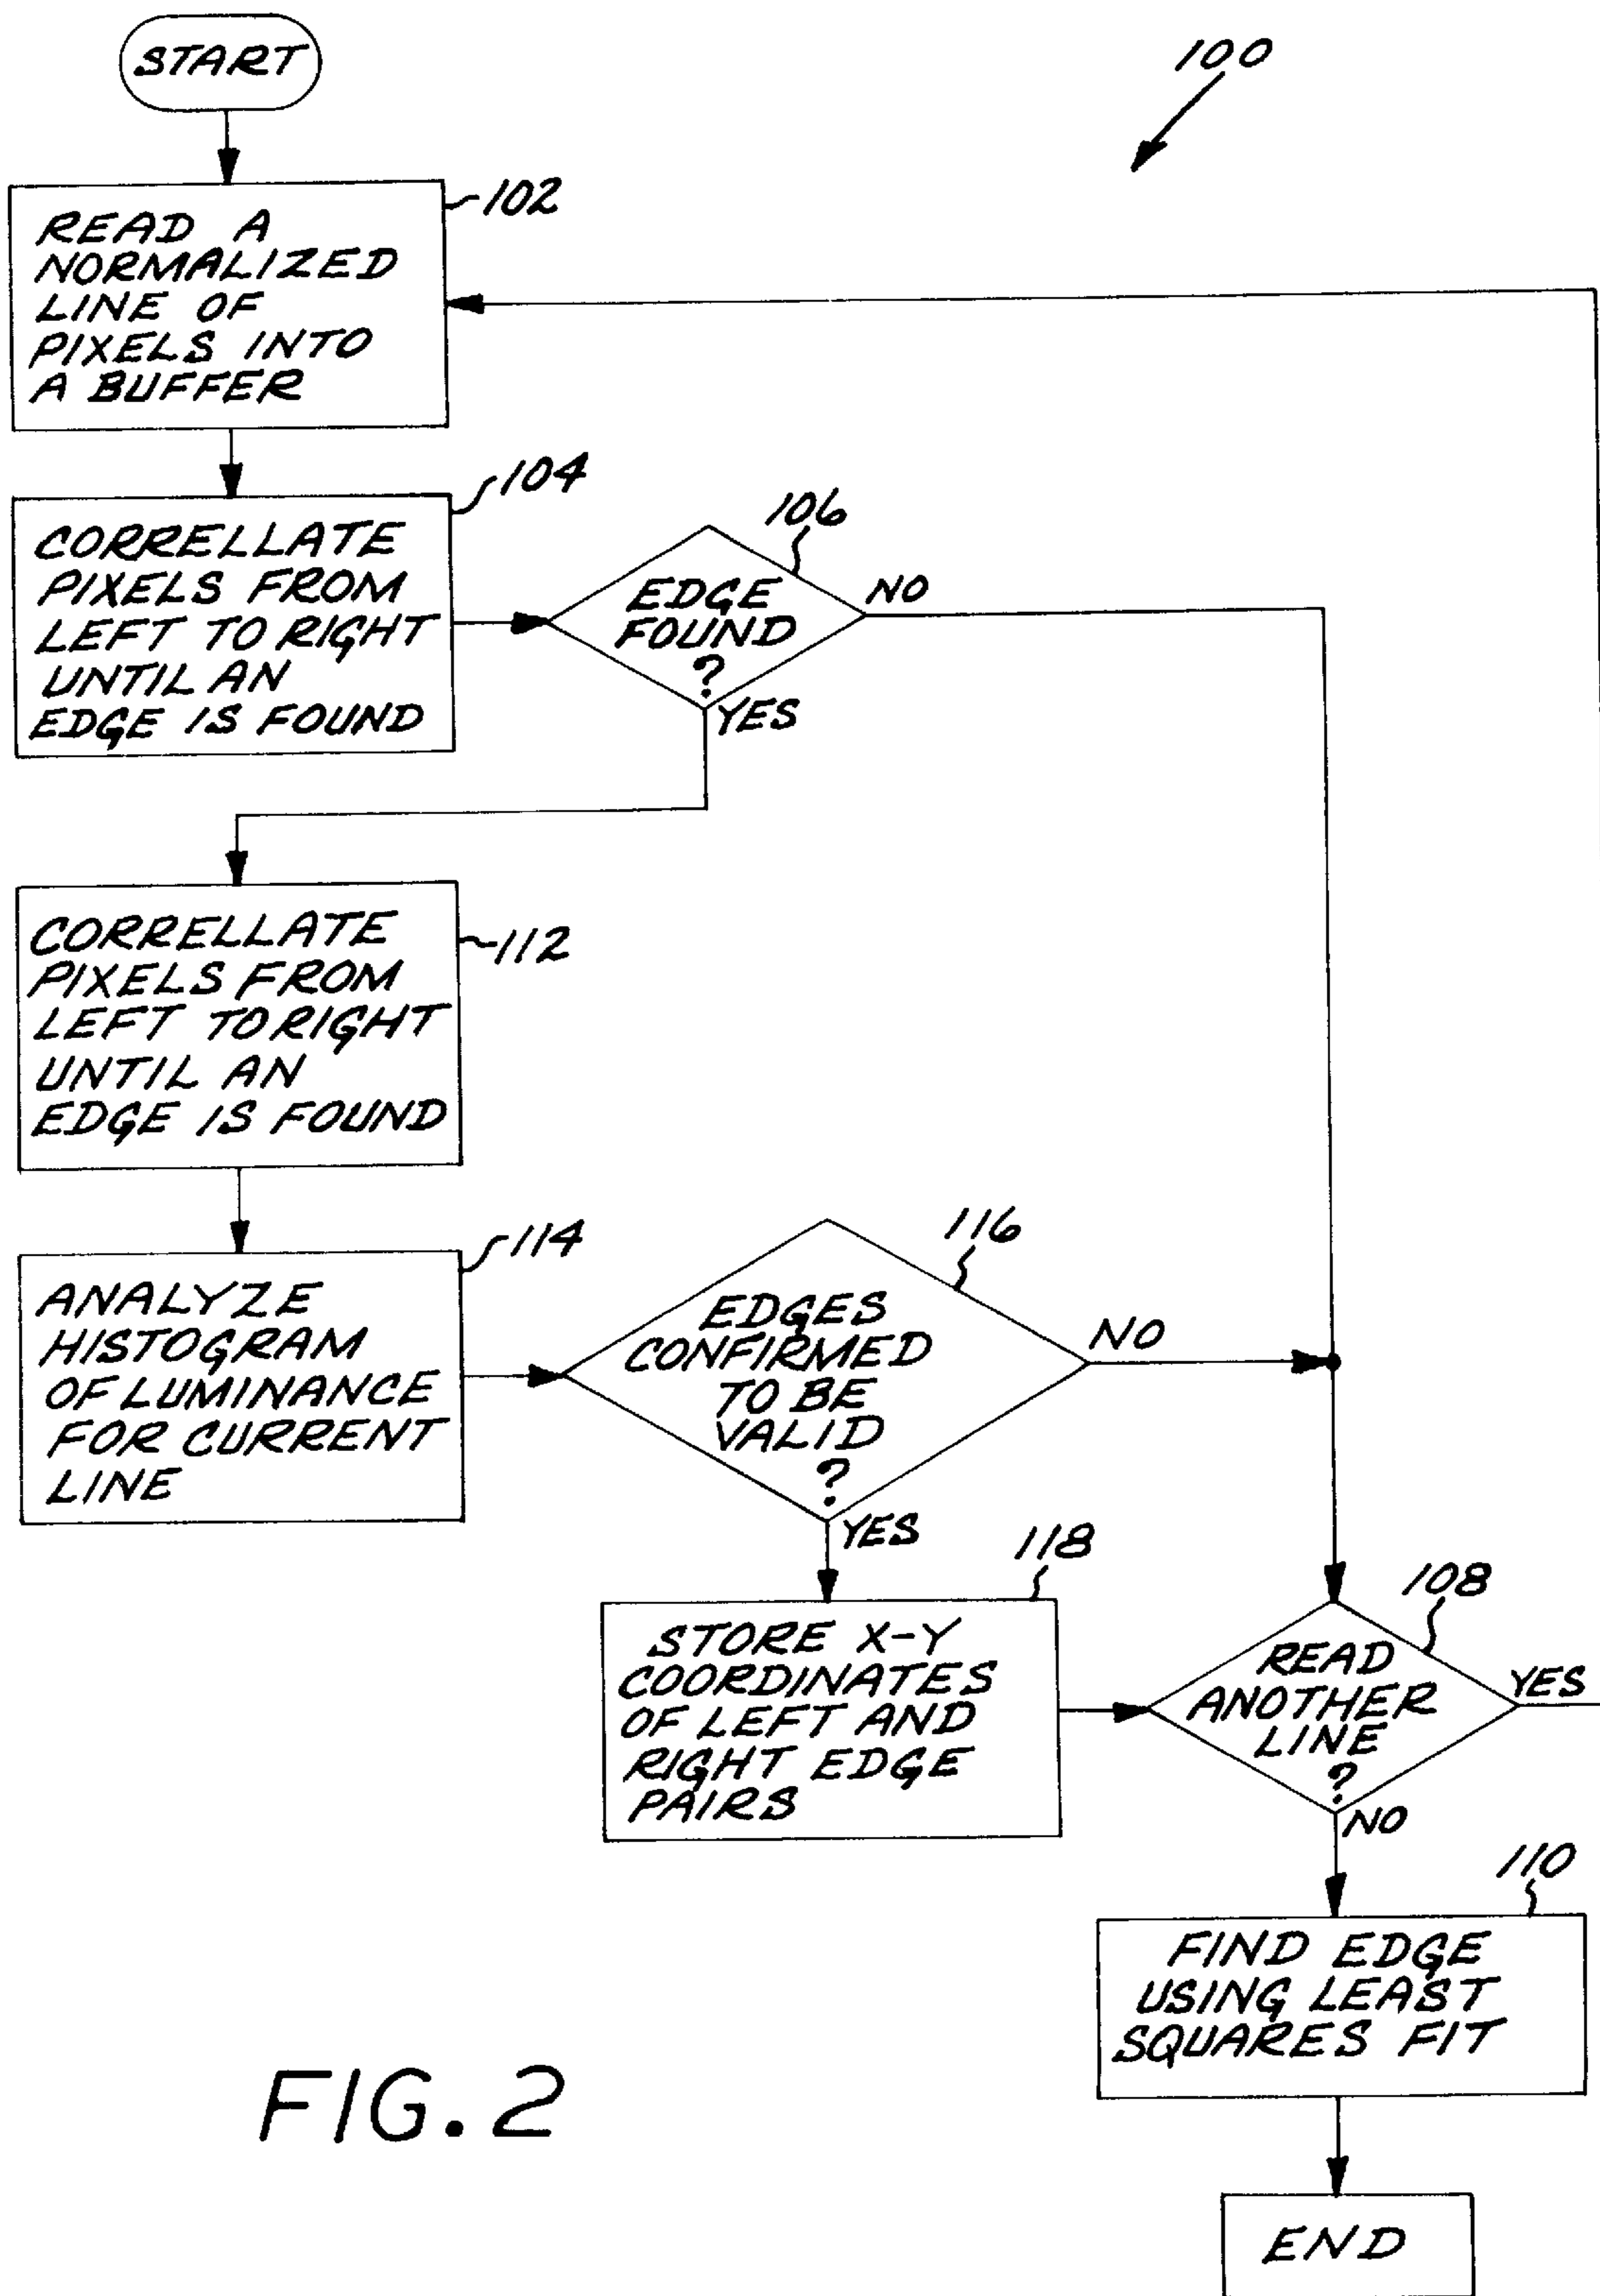 START
100
102
READ A
NORMALIZED
LINE OF
PIXELS INTO
A BUFFER
104
CORRELLATE
PIXELS FROM
LEFT TO RIGHT
UNTIL AN
EDGE IS FOUND
106
EDGE
FOUND
?
NO
YES
112
CORRELLATE
PIXELS FROM
LEFT TO RIGHT
UNTIL AN
EDGE IS FOUND
114
ANALYZE
HISTOGRAM
OF LUMINANCE
FOR CURRENT
LINE
116
EDGES
CONFIRMED
TO BE
VALID
?
NO
YES
118
STORE X-Y
COORDINATES
OF LEFT AND
RIGHT EDGE
PAIRS
108
READ
ANOTHER
LINE
?
YES
NO
110
FIND EDGE
USING LEAST
SQUARES FIT
END
FIG. 2